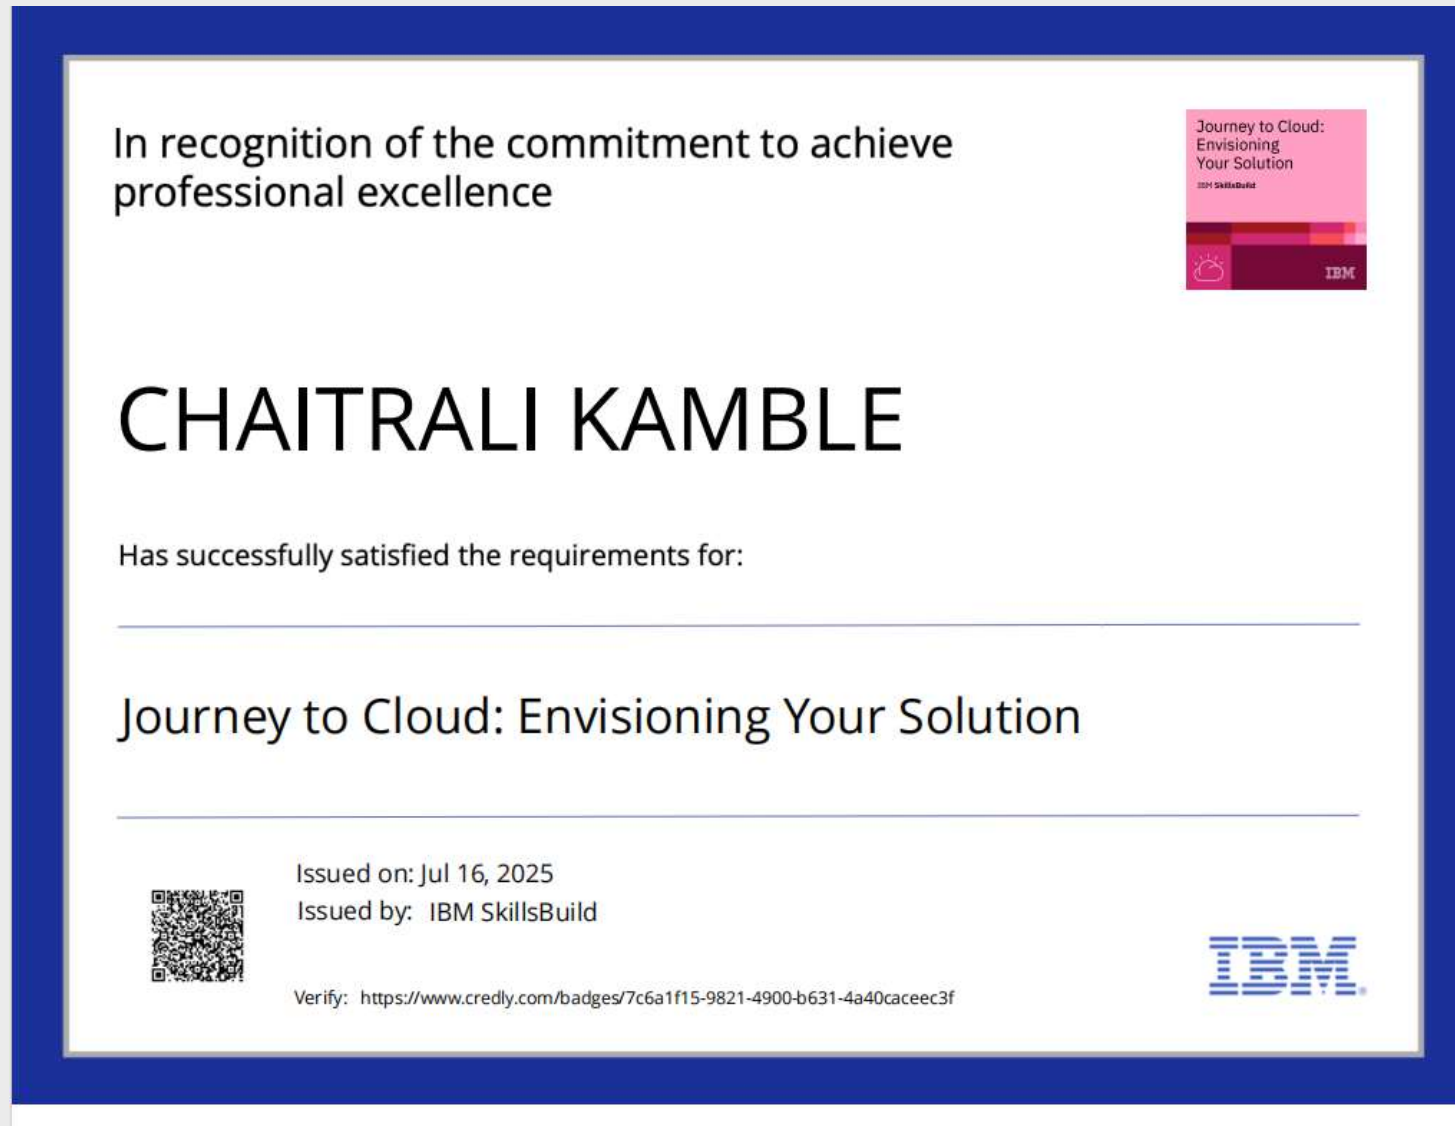 In recognition of the commitment to achieve
professional excellence
Journey to Cloud:
Envisioning
Your Solution
IBM SkillsBuild
IBM
CHAITRALI KAMBLE
Has successfully satisfied the requirements for:
Journey to Cloud: Envisioning Your Solution
Issued on: Jul 16, 2025
Issued by: IBM SkillsBuild
Verify: https://www.credly.com/badges/7c6a1f15-9821-4900-b631-4a40caceec3f
IBM®